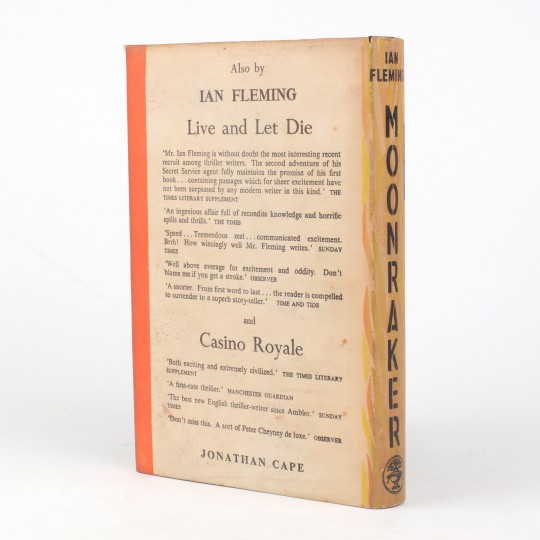 Also by
IAN FLEMING
Live and Let Die
'Mr. Ian Fleming is without doubt the most interesting recent
recruit among thriller writers. The second adventure of his
Secret Service agent fully maintains the promise of his first
book . . . containing passages which for sheer excitement have
not been surpassed by any modern writer in this kind.' THE
TIMES LITERARY SUPPLEMENT
'An ingenious affair full of recondite knowledge and horrific
spills and thrills.' THE TIMES
'Speed . . . Tremendous zest . . . communicated excitement.
Brrh! How wincingly well Mr. Fleming writes.' SUNDAY
TIMES
'Well above average for excitement and oddity. Don't
blame me if you get a stroke.' OBSERVER
'A snorter. From first word to last . . . the reader is compelled
to surrender to a superb story-teller.' TIME AND TIDE
and
Casino Royale
'Both exciting and extremely civilized.' THE TIMES LITERARY
SUPPLEMENT
'A first-rate thriller.' MANCHESTER GUARDIAN
'The best new English thriller-writer since Ambler.' SUNDAY
TIMES
'Don't miss this. A sort of Peter Cheyney de luxe.' OBSERVER
JONATHAN CAPE
IAN
FLEMING
MOONRAKER